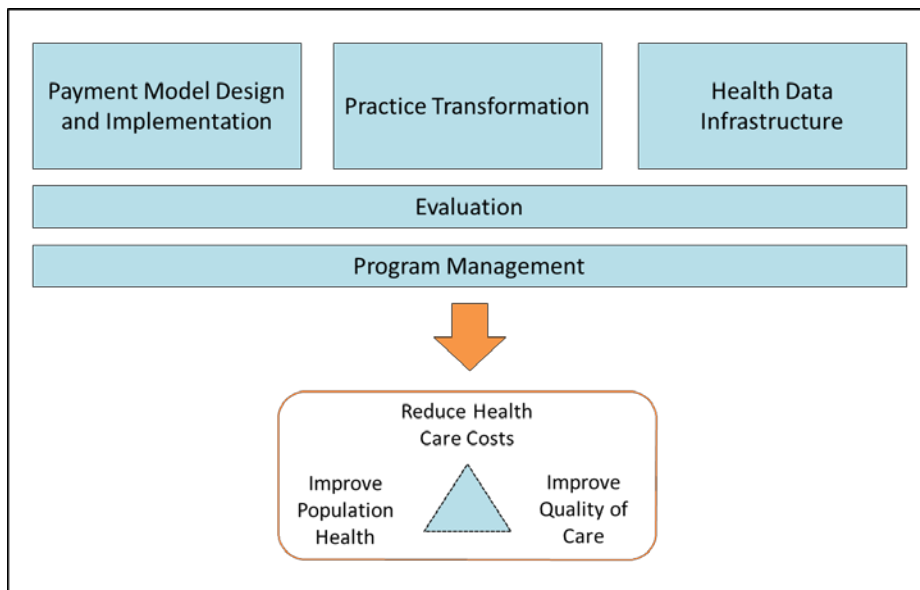 Payment Model Design
and Implementation
Practice Transformation
Health Data
Infrastructure
Evaluation
Program Management
Reduce Health
Care Costs
Improve
Population
Health
Improve
Quality of
Care